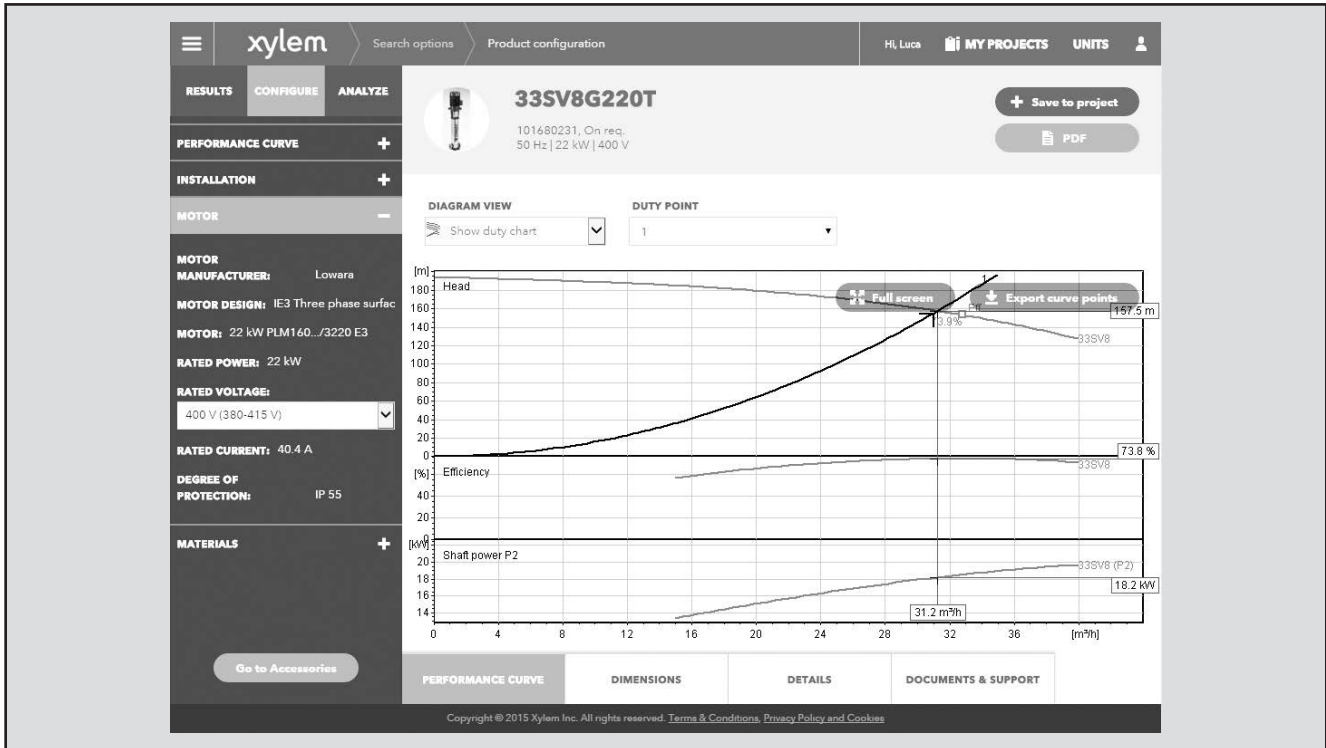 xylem
Search options
Product configuration
Hi, Luca
MY PROJECTS
UNITS
RESULTS
CONFIGURE
ANALYZE
33SV8G220T
101680231, On req.
50 Hz | 22 kW | 400 V
+ Save to project
PDF
PERFORMANCE CURVE +
INSTALLATION +
MOTOR −
MOTOR
MANUFACTURER: Lowara
MOTOR DESIGN: IE3 Three phase surfac
MOTOR: 22 kW PLM160.../3220 E3
RATED POWER: 22 kW
RATED VOLTAGE:
400 V (380-415 V)
RATED CURRENT: 40.4 A
DEGREE OF
PROTECTION: IP 55
MATERIALS +
Go to Accessories
DIAGRAM VIEW
Show duty chart
DUTY POINT
1
[m]
Head
180
160
140
120
100
80
60
40
20
0
1
Full screen
Export curve points
157.5 m
Eff
3.9%
33SV8
73.8 %
[%]
Efficiency
40
20
0
33SV8
[kW]
Shaft power P2
20
18
16
14
33SV8 (P2)
18.2 kW
31.2 m³/h
0 4 8 12 16 20 24 28 32 36 [m³/h]
PERFORMANCE CURVE
DIMENSIONS
DETAILS
DOCUMENTS & SUPPORT
Copyright © 2015 Xylem Inc. All rights reserved. Terms & Conditions, Privacy Policy and Cookies